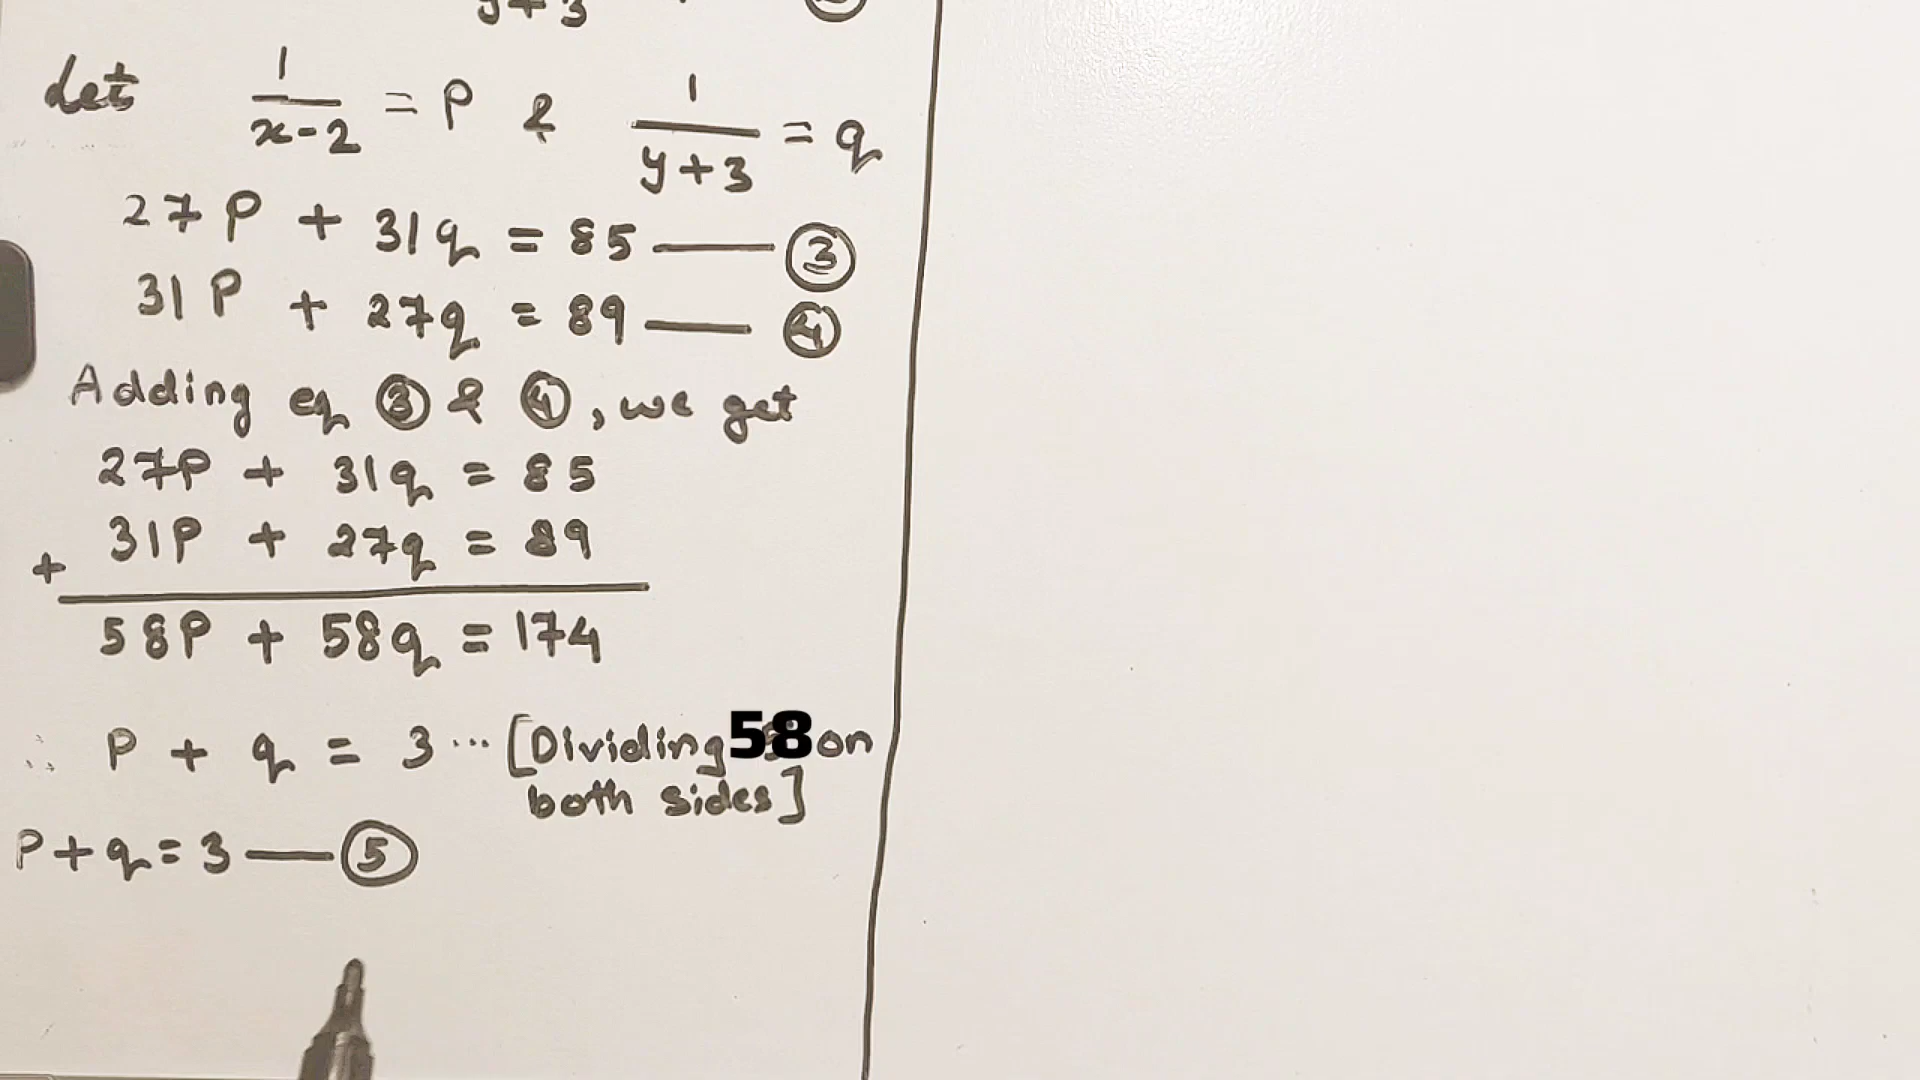 y+3
Let 1/(x-2) = P & 1/(y+3) = q
27P + 31q = 85 —— ③
31P + 27q = 89 —— ④
Adding eq ③ & ④, we get
27P + 31q = 85
31P + 27q = 89
+
58P + 58q = 174
∴ P + q = 3 ... [Dividing 58 on
both sides]
P+q=3 —— ⑤